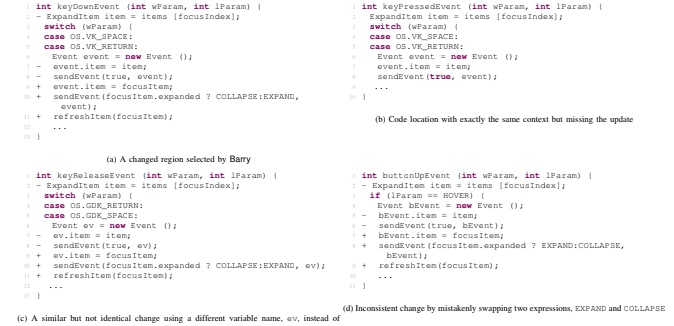 1 int keyDownEvent (int wParam, int lParam) {
2 - ExpandItem item = items [focusIndex];
3 switch (wParam) {
4 case OS.VK_SPACE:
5 case OS.VK_RETURN:
6 Event event = new Event ();
7 - event.item = item;
8 - sendEvent(true, event);
9 + event.item = focusItem
10 + sendEvent(focusItem.expanded ? COLLAPSE:EXPAND,
event);
11 + refreshItem(focusItem);
12 ...
13 }
(a) A changed region selected by Barry
1 int keyPressedEvent (int wParam, int lParam) {
2 ExpandItem item = items [focusIndex];
3 switch (wParam) {
4 case OS.VK_SPACE:
5 case OS.VK_RETURN:
6 Event event = new Event ();
7 event.item = item;
8 sendEvent(true, event);
9 ...
10 }
(b) Code location with exactly the same context but missing the update
1 int keyReleaseEvent (int wParam, int lParam) {
2 - ExpandItem item = items [focusIndex];
3 switch (wParam) {
4 case OS.GDK_RETURN:
5 case OS.GDK_SPACE:
6 Event ev = new Event ();
7 - ev.item = item;
8 - sendEvent(true, ev);
9 + ev.item = focusItem
10 + sendEvent(focusItem.expanded ? COLLAPSE:EXPAND, ev);
11 + refreshItem(focusItem);
12 ...
13 }
(c) A similar but not identical change using a different variable name, ev, instead of
1 int buttonUpEvent (int wParam, int lParam) {
2 - ExpandItem item = items [focusIndex];
3 if (lParam == HOVER) {
4 Event bEvent = new Event ();
5 - bEvent.item = item;
6 - sendEvent(true, bEvent);
7 + bEvent.item = focusItem
8 + sendEvent(focusItem.expanded ? EXPAND:COLLAPSE,
bEvent);
9 + refreshItem(focusItem);
10 ...
11 }
(d) Inconsistent change by mistakenly swapping two expressions, EXPAND and COLLAPSE